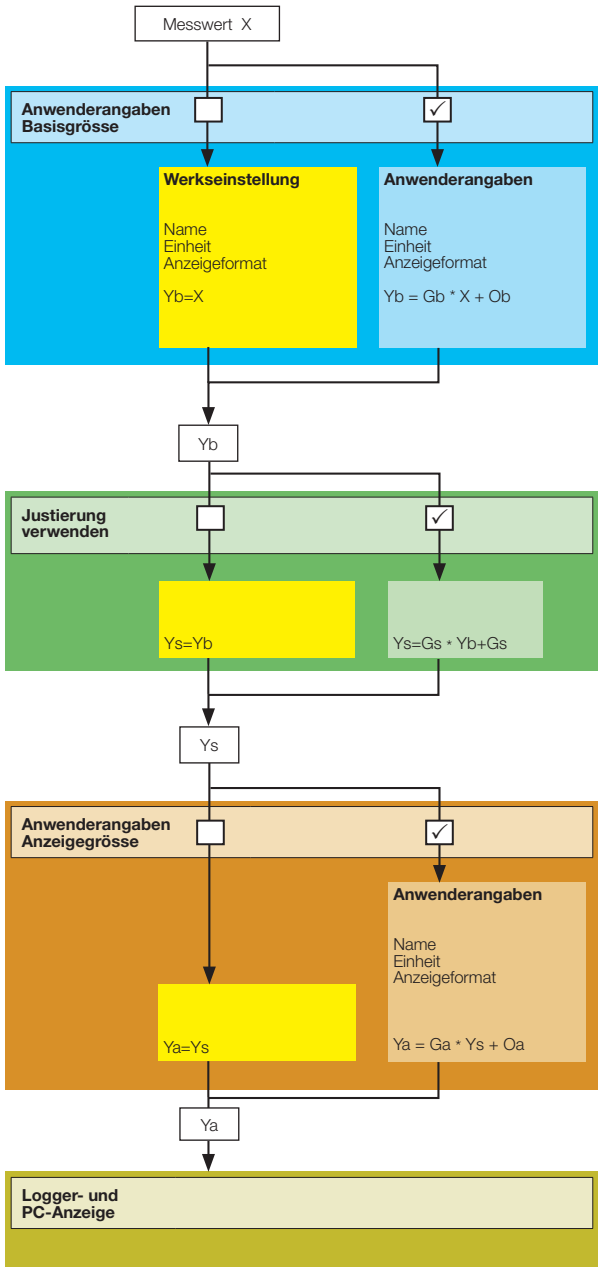 Messwert X
Anwenderangaben
Basisgrösse
Werkseinstellung
Name
Einheit
Anzeigeformat
Yb=X
Anwenderangaben
Name
Einheit
Anzeigeformat
Yb = Gb * X + Ob
Yb
Justierung
verwenden
Ys=Yb
Ys=Gs * Yb+Gs
Ys
Anwenderangaben
Anzeigegrösse
Anwenderangaben
Name
Einheit
Anzeigeformat
Ya=Ys
Ya = Ga * Ys + Oa
Ya
Logger- und
PC-Anzeige